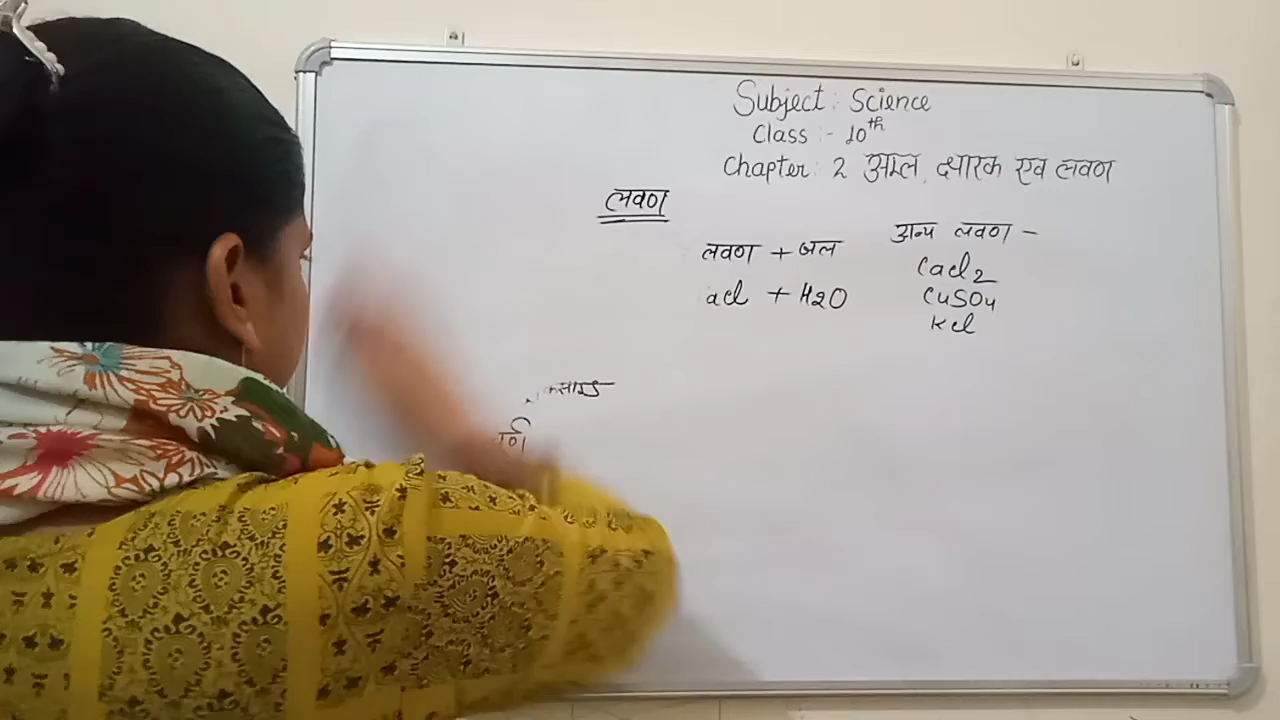 Subject: Science
Class :- 10th
Chapter: 2 अम्ल, क्षारक एव लवण
लवण
लवण + जल
acl + H2O
अन्य लवण -
CaCl2
CuSO4
KCl